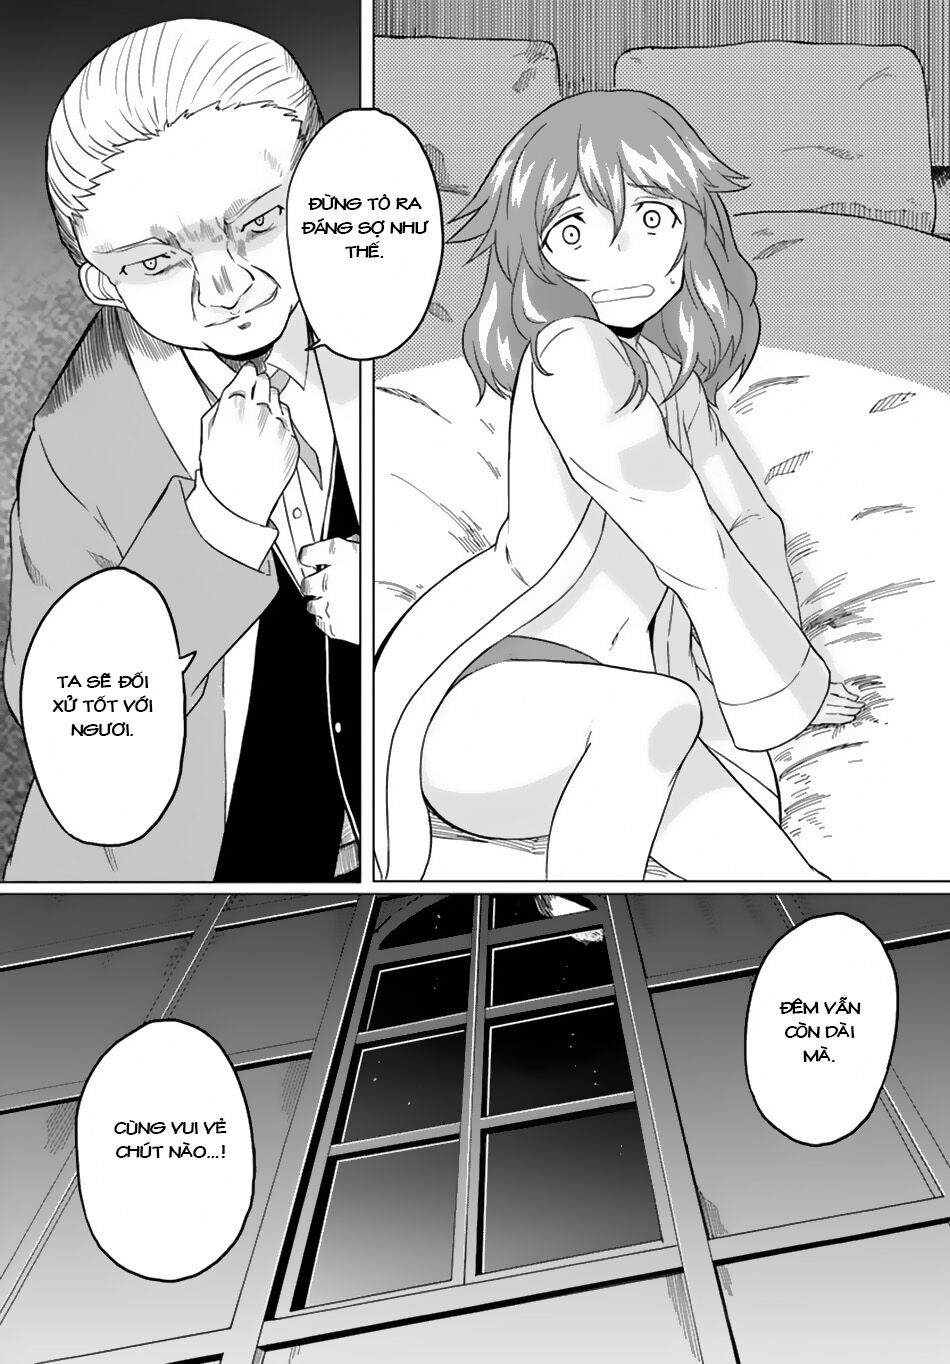 ĐỪNG TỎ RA
ĐÁNG SỢ NHƯ
THẾ.
TA SẼ ĐỐI
XỬ TỐT VỚI
NGƯƠI.
ĐÊM VẪN
CÒN DÀI
MÀ.
CÙNG VUI VẺ
CHÚT NÀO...!